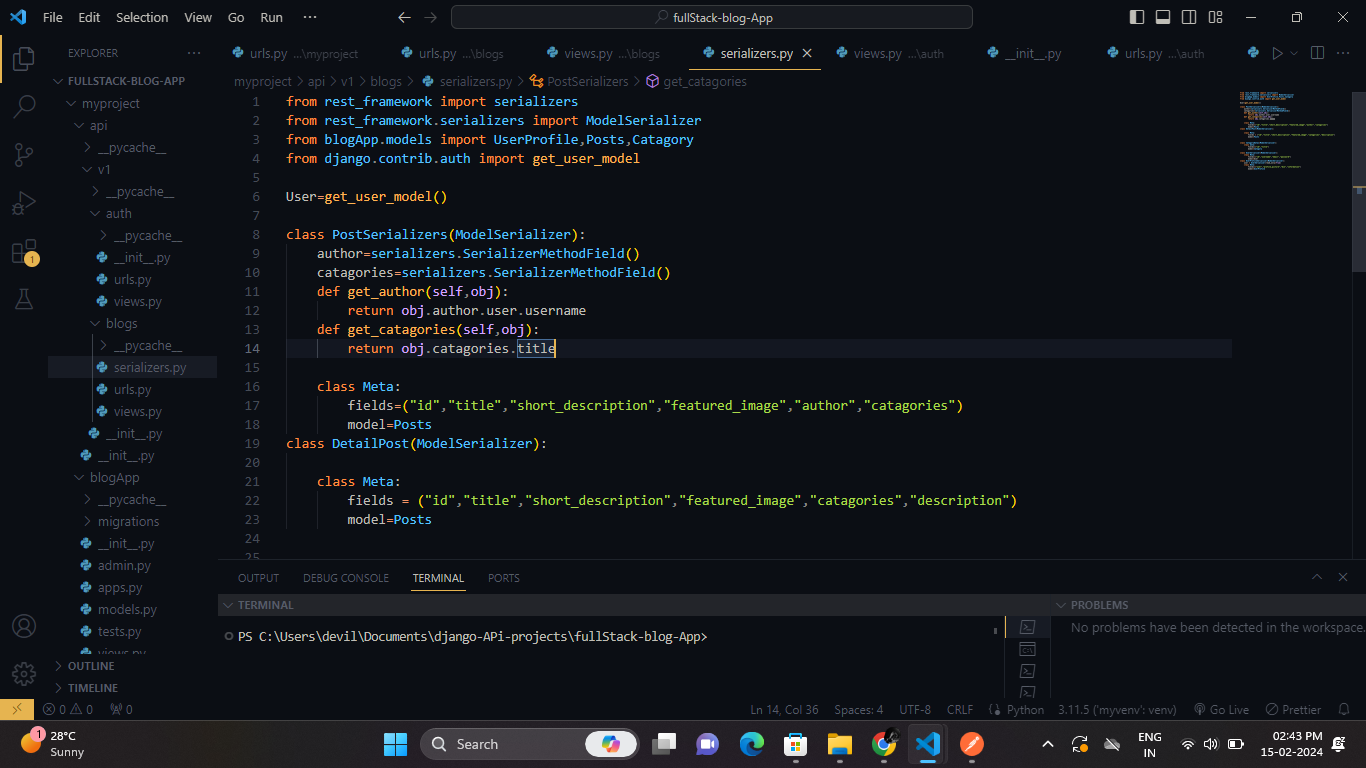 File Edit Selection View Go Run ··· fullStack-blog-App
EXPLORER ···
urls.py ...\myproject urls.py ...\blogs views.py ...\blogs serializers.py views.py ...\auth __init__.py urls.py ...\auth
FULLSTACK-BLOG-APP
myproject
api
__pycache__
v1
__pycache__
auth
__pycache__
__init__.py
urls.py
views.py
blogs
__pycache__
serializers.py
urls.py
views.py
__init__.py
__init__.py
blogApp
__pycache__
migrations
__init__.py
admin.py
apps.py
models.py
tests.py
views.py
OUTLINE
TIMELINE
1
myproject > api > v1 > blogs > serializers.py > PostSerializers > get_catagories
1 from rest_framework import serializers
2 from rest_framework.serializers import ModelSerializer
3 from blogApp.models import UserProfile,Posts,Catagory
4 from django.contrib.auth import get_user_model
5
6 User=get_user_model()
7
8 class PostSerializers(ModelSerializer):
9 author=serializers.SerializerMethodField()
10 catagories=serializers.SerializerMethodField()
11 def get_author(self,obj):
12 return obj.author.user.username
13 def get_catagories(self,obj):
14 return obj.catagories.title
15
16 class Meta:
17 fields=("id","title","short_description","featured_image","author","catagories")
18 model=Posts
19 class DetailPost(ModelSerializer):
20
21 class Meta:
22 fields = ("id","title","short_description","featured_image","catagories","description")
23 model=Posts
24
25
OUTPUT DEBUG CONSOLE TERMINAL PORTS
TERMINAL
PS C:\Users\devil\Documents\django-APi-projects\fullStack-blog-App>
PROBLEMS
No problems have been detected in the workspace.
0 0 0 Ln 14, Col 36 Spaces: 4 UTF-8 CRLF Python 3.11.5 ('myvenv': venv) Go Live Prettier
1 28°C
Sunny
Search
ENG
IN
02:43 PM
15-02-2024